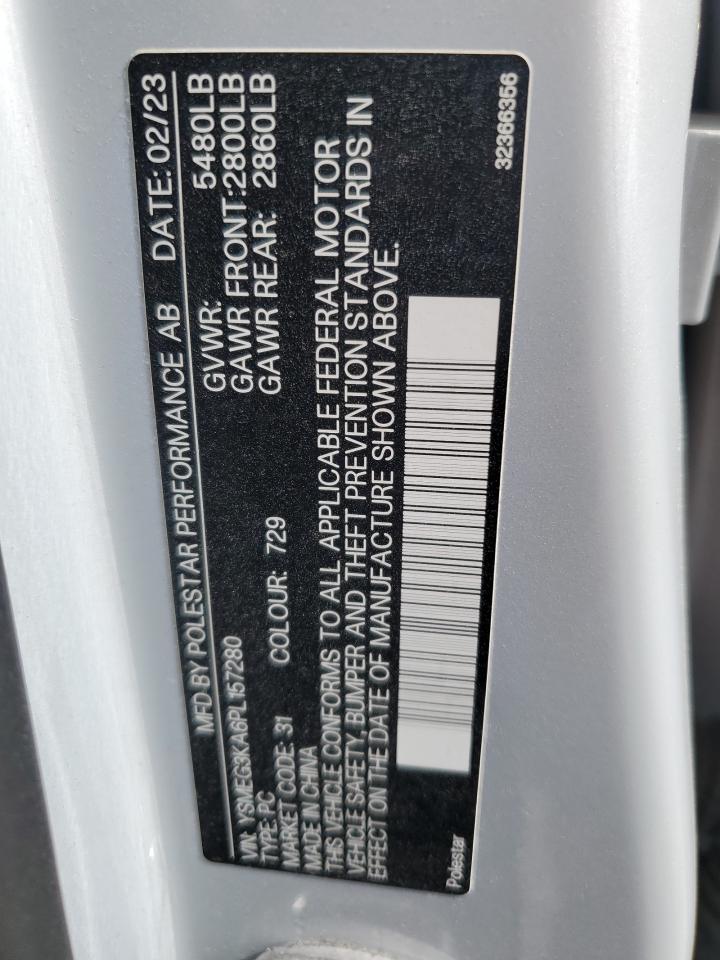 MFD BY POLESTAR PERFORMANCE AB DATE: 02/23
VIN: YSMEG3KA6PL157280 GVWR: 5480LB
TYPE: PC GAWR FRONT: 2800LB
MARKET CODE: 31 COLOUR: 729 GAWR REAR: 2860LB
MADE IN CHINA
THIS VEHICLE CONFORMS TO ALL APPLICABLE FEDERAL MOTOR
VEHICLE SAFETY, BUMPER AND THEFT PREVENTION STANDARDS IN
EFFECT ON THE DATE OF MANUFACTURE SHOWN ABOVE.
Polestar 32366356